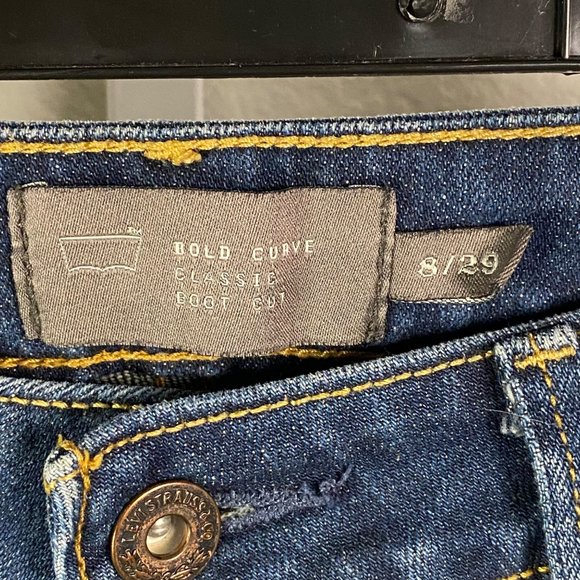 BOLD CURVE
CLASSIC
BOOT CUT
8/29
LEVI STRAUSS & CO